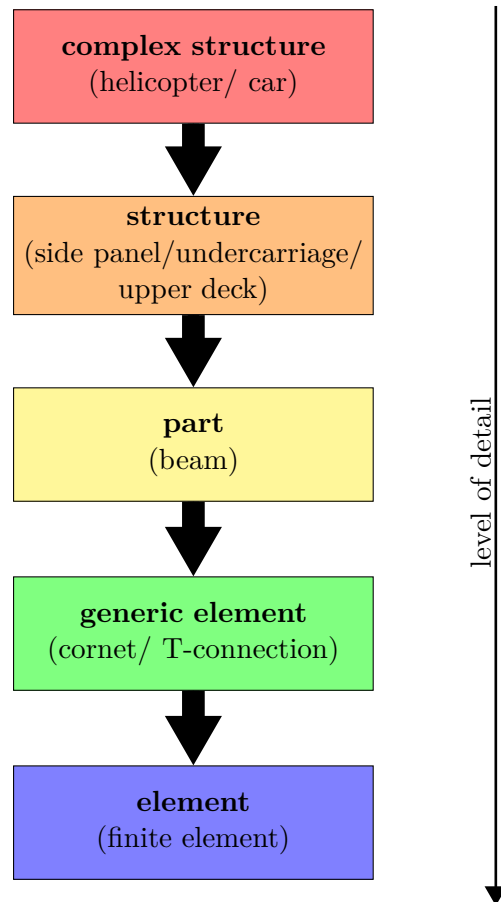 complex structure
(helicopter/ car)
structure
(side panel/undercarriage/
upper deck)
part
(beam)
generic element
(cornet/ T-connection)
element
(finite element)
level of detail